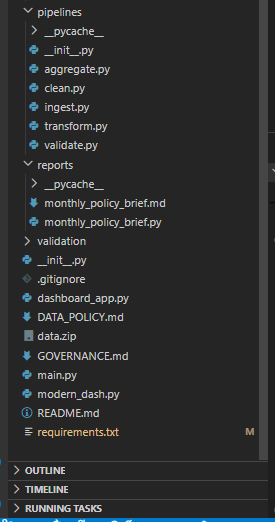 pipelines
__pycache__
__init__.py
aggregate.py
clean.py
ingest.py
transform.py
validate.py
reports
__pycache__
monthly_policy_brief.md
monthly_policy_brief.py
validation
__init__.py
.gitignore
dashboard_app.py
DATA_POLICY.md
data.zip
GOVERNANCE.md
main.py
modern_dash.py
README.md
requirements.txt M
OUTLINE
TIMELINE
RUNNING TASKS